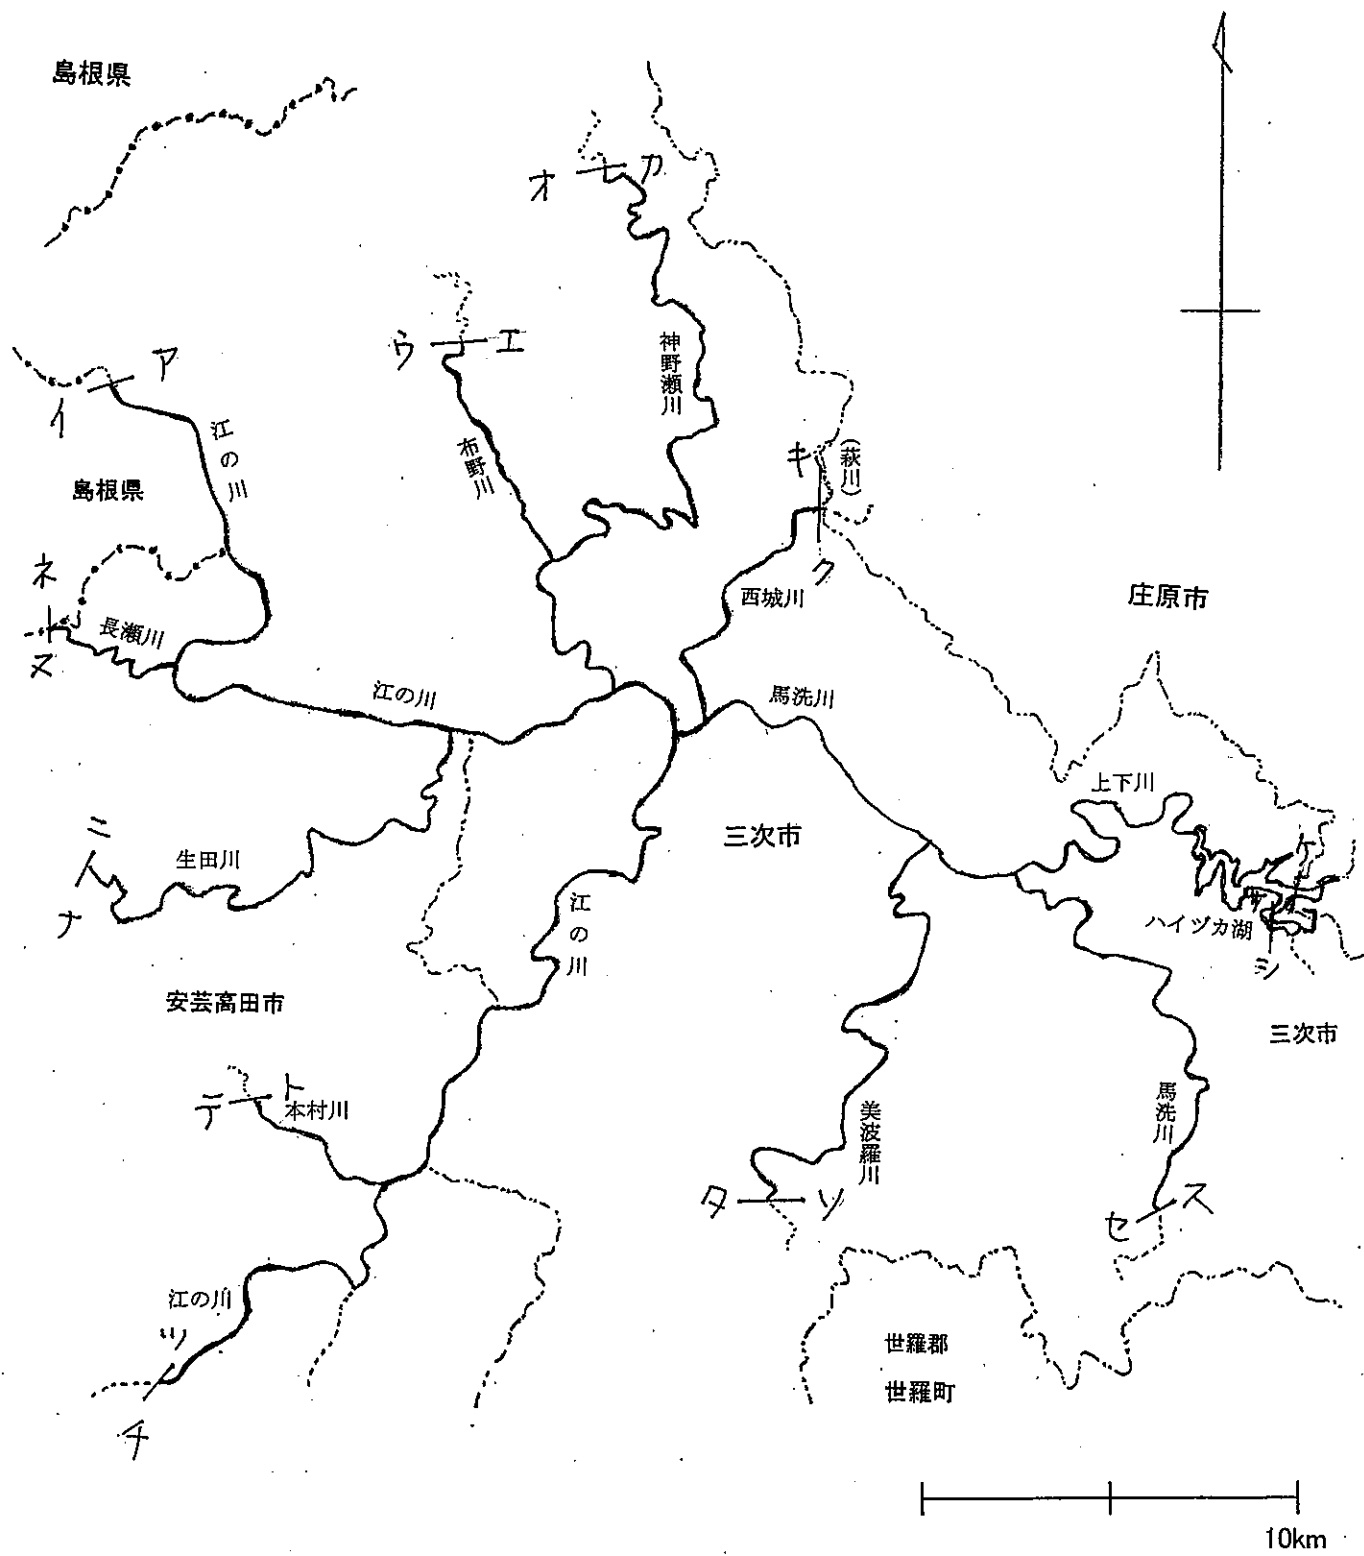 島根県
オ
カ
ウ
エ
神野瀬川
ア
イ
江の川
布野川
キ
(萩川)
島根県
ク
ネ
西城川
庄原市
長瀬川
ヌ
江の川
馬洗川
上下川
ニ
三次市
生田川
ケ
サ
ナ
江の川
ハイヅカ湖
シ
安芸高田市
三次市
ト
テ
本村川
美波羅川
馬洗川
タ
ソ
ス
セ
江の川
ツ
世羅郡
世羅町
チ
10km